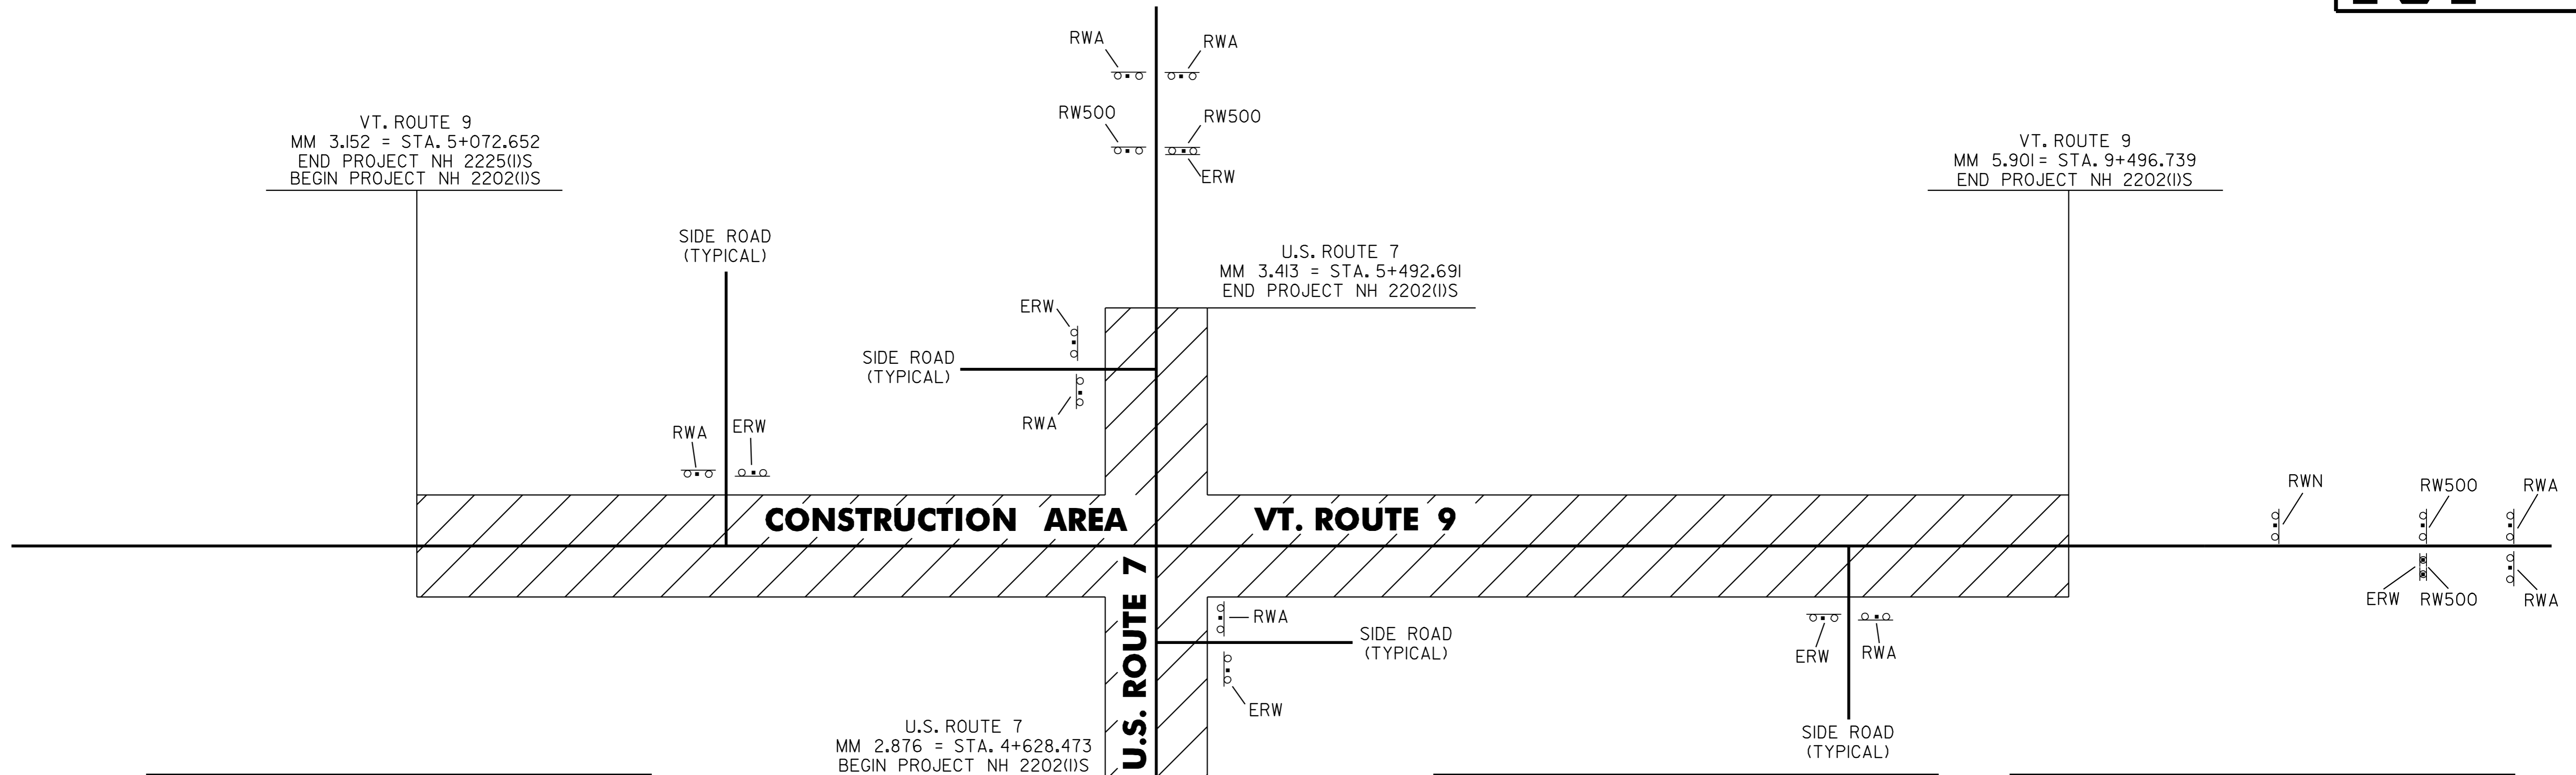 RWA
RWA
RW500
RW500
ERW
VT. ROUTE 9
MM 3.152 = STA. 5+072.652
END PROJECT NH 2225(1)S
BEGIN PROJECT NH 2202(1)S
VT. ROUTE 9
MM 5.901= STA. 9+496.739
END PROJECT NH 2202(1)S
SIDE ROAD
(TYPICAL)
U.S. ROUTE 7
MM 3.413 = STA. 5+492.691
END PROJECT NH 2202(1)S
ERW
SIDE ROAD
(TYPICAL)
RWA
RWA
ERW
CONSTRUCTION AREA
VT. ROUTE 9
RWN
RW500
RWA
ERW
RW500
RWA
U.S. ROUTE 7
RWA
SIDE ROAD
(TYPICAL)
ERW
ERW
RWA
SIDE ROAD
(TYPICAL)
U.S. ROUTE 7
MM 2.876 = STA. 4+628.473
BEGIN PROJECT NH 2202(1)S